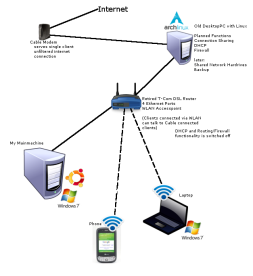 Internet
archlinux
Old DesktopPC with Linux
Planned Functions
Connection Sharing
DHCP
Firewall
later:
Shared Network Hardrives
Backup
Cable Modem
serves single client
unfiltered internet
connection
Retired T-Com DSL Router
4 Ethernet Ports
WLAN Accesspoint
(Clients connected via WLAN
can talk to Cable connected
clients)
DHCP and Routing/Firewall
functionality is switched off
My Mainmachine
Windows 7
Phone
Laptop
Windows 7